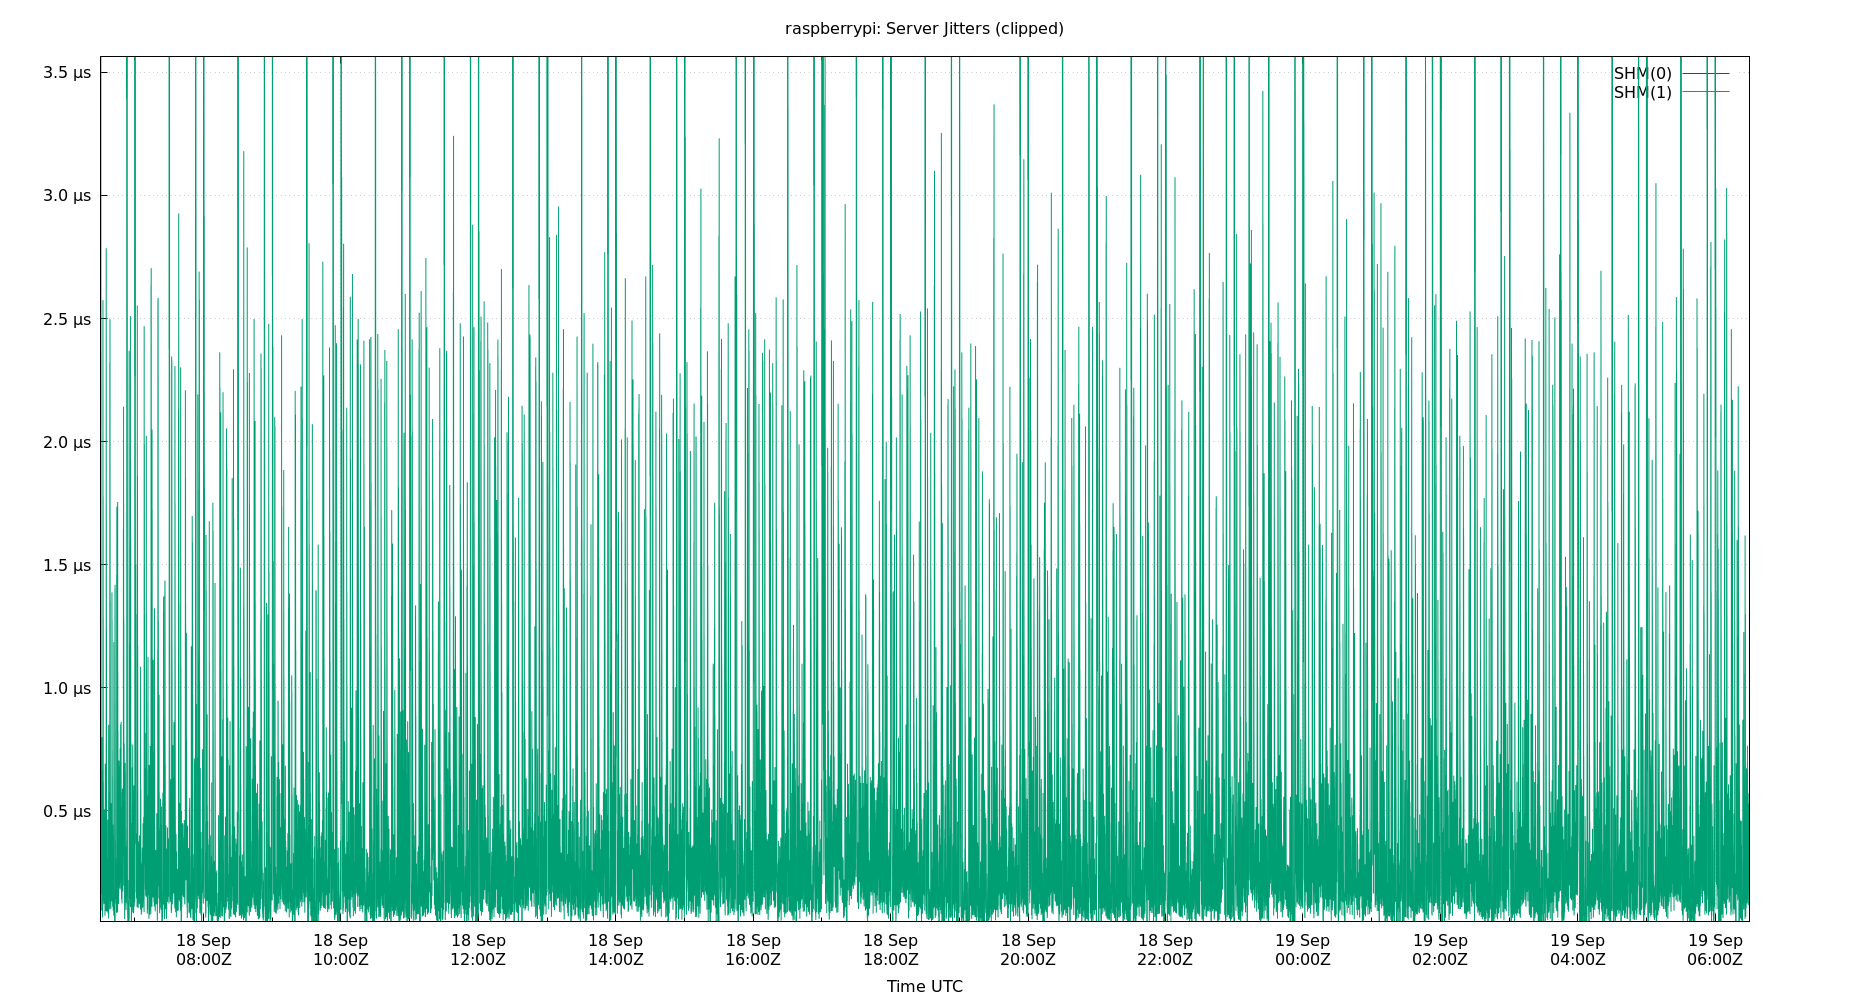 raspberrypi: Server Jitters (clipped)
3.5 µs
3.0 µs
2.5 µs
2.0 µs
1.5 µs
1.0 µs
0.5 µs
SHM(0)
SHM(1)
18 Sep 18 Sep 18 Sep 18 Sep 18 Sep 18 Sep 18 Sep 18 Sep 19 Sep 19 Sep 19 Sep 19 Sep
08:00Z 10:00Z 12:00Z 14:00Z 16:00Z 18:00Z 20:00Z 22:00Z 00:00Z 02:00Z 04:00Z 06:00Z
Time UTC